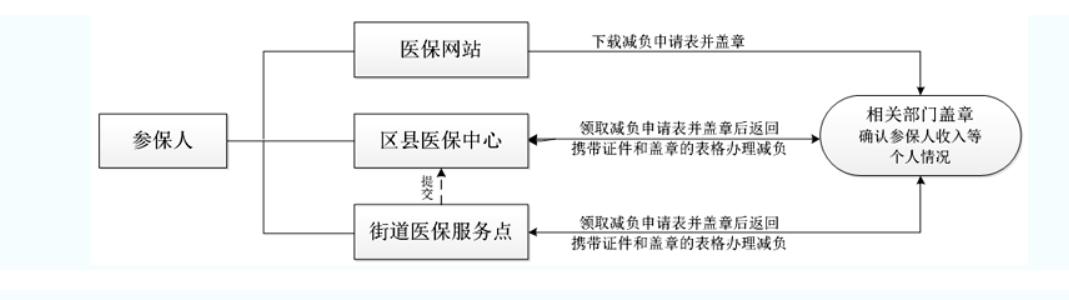 医保网站
下载减负申请表并盖章
参保人
区县医保中心
领取减负申请表并盖章后返回
携带证件和盖章的表格办理减负
相关部门盖章
确认参保人收入等
个人情况
提交
街道医保服务点
领取减负申请表并盖章后返回
携带证件和盖章的表格办理减负